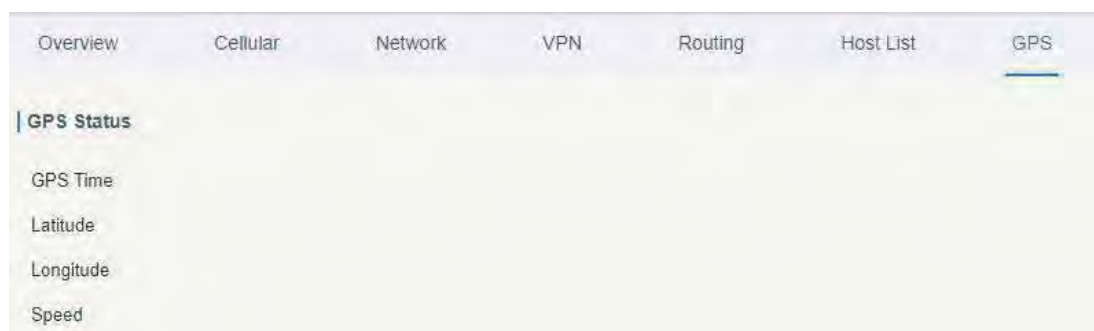 Overview Cellular Network VPN Routing Host List GPS
GPS Status
GPS Time
Latitude
Longitude
Speed